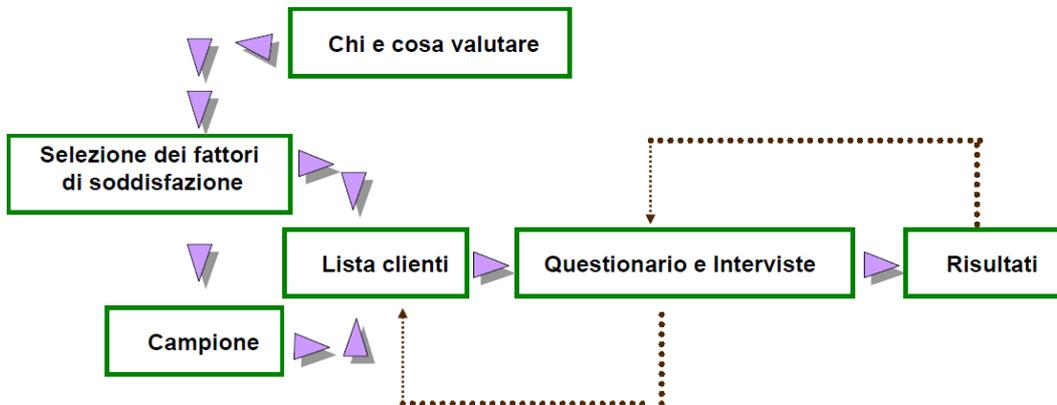 Chi e cosa valutare
Selezione dei fattori
di soddisfazione
Lista clienti
Questionario e Interviste
Risultati
Campione